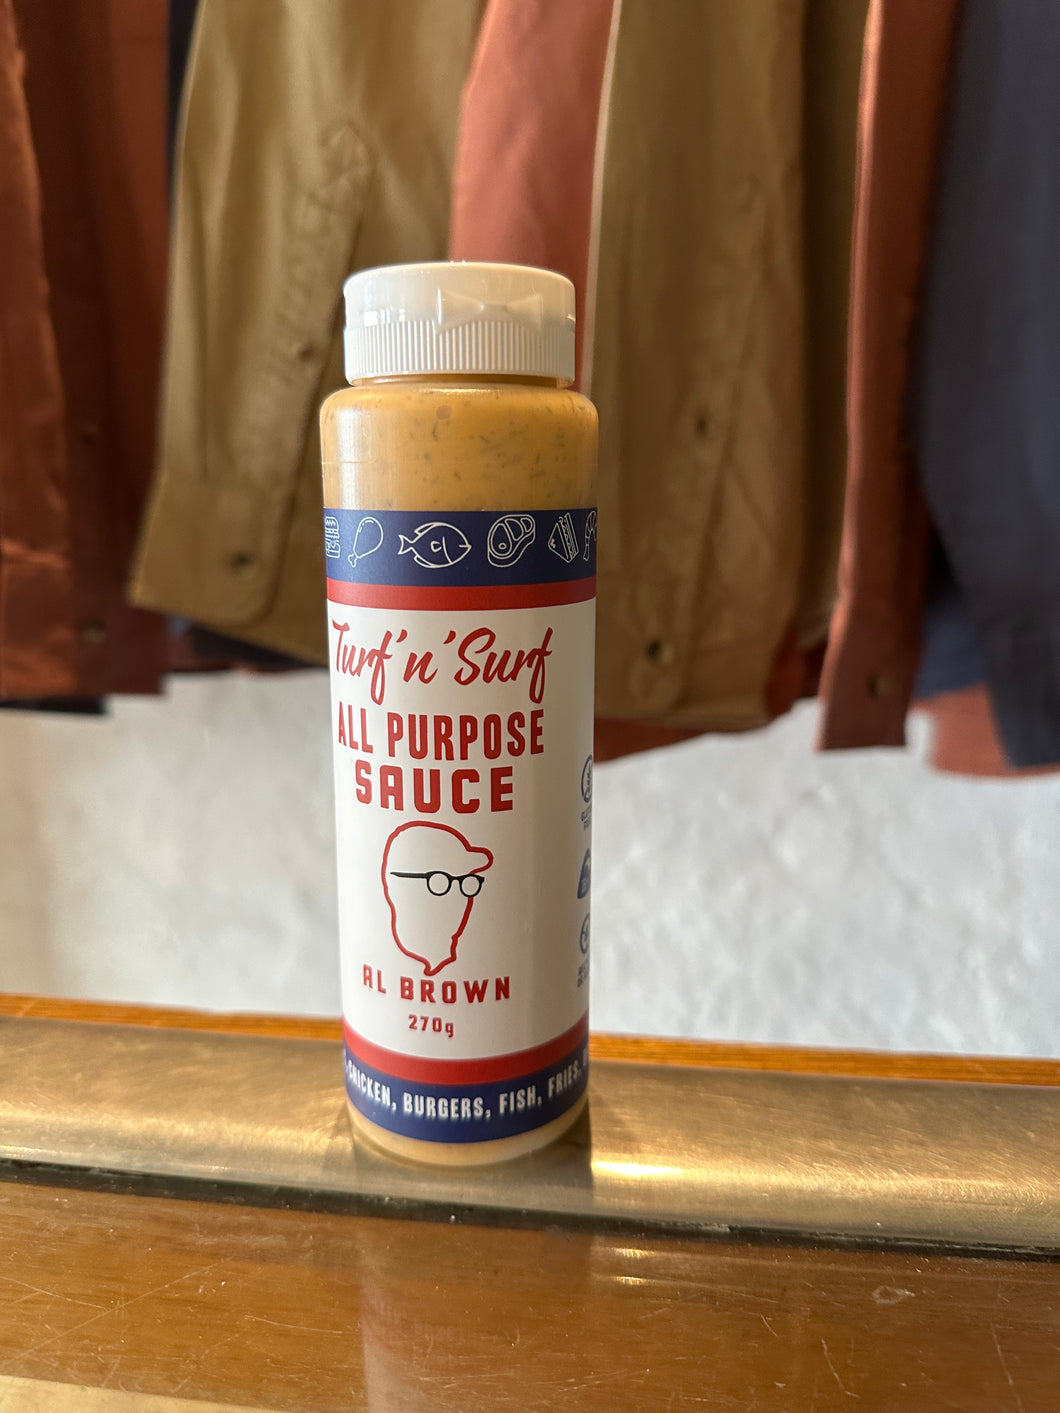 Turf 'n' Surf
ALL PURPOSE
SAUCE
AL BROWN
270g
CHICKEN, BURGERS, FISH, FRIES,